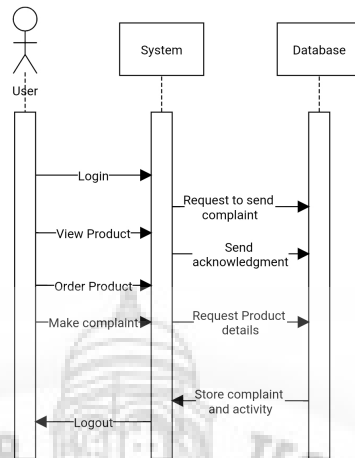 System
Database
User
Login
Request to send
complaint
View Product
Send
acknowledgment
Order Product
Make complaint
Request Product
details
Store complaint
and activity
Logout